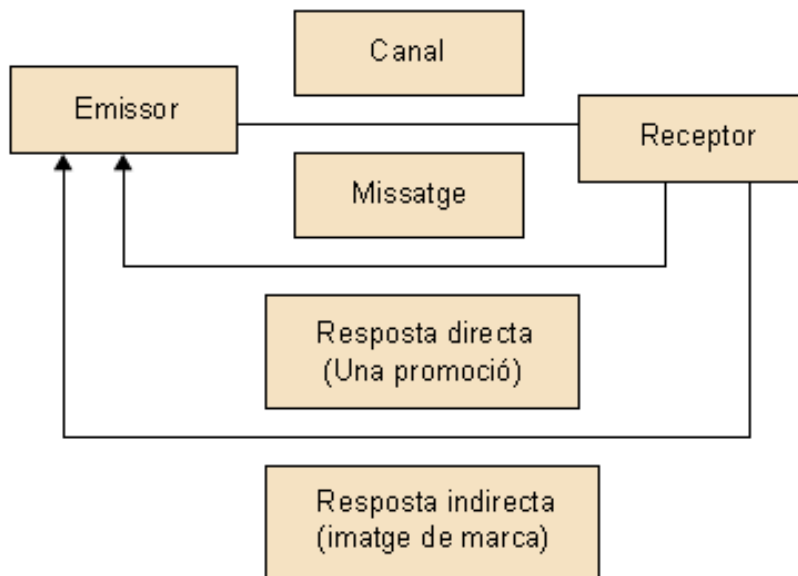 Canal
Emissor
Receptor
Missatge
Resposta directa
(Una promoció)
Resposta indirecta
(imatge de marca)